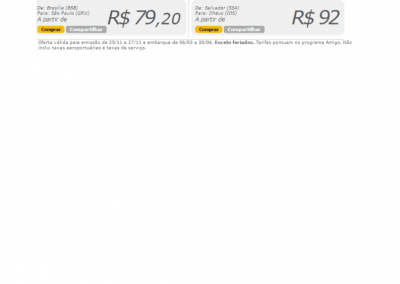 De: Brasília (BSB)
Para: São Paulo (GRU)
A partir de
R$ 79,20
Comprar Compartilhar
De: Salvador (SSA)
Para: Ilhéus (IOS)
A partir de
R$ 92
Comprar Compartilhar
Oferta válida para emissão de 25/11 a 27/11 e embarque de 06/03 a 30/06. Exceto feriados. Tarifas pontuam no programa Amigo. Não
inclui taxas aeroportuárias e taxas de serviço.